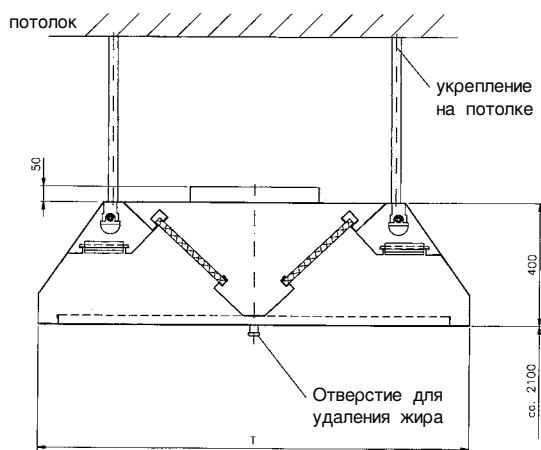 потолок
укрепление
на потолке
50
400
ca. 2100
Отверстие для
удаления жира
T